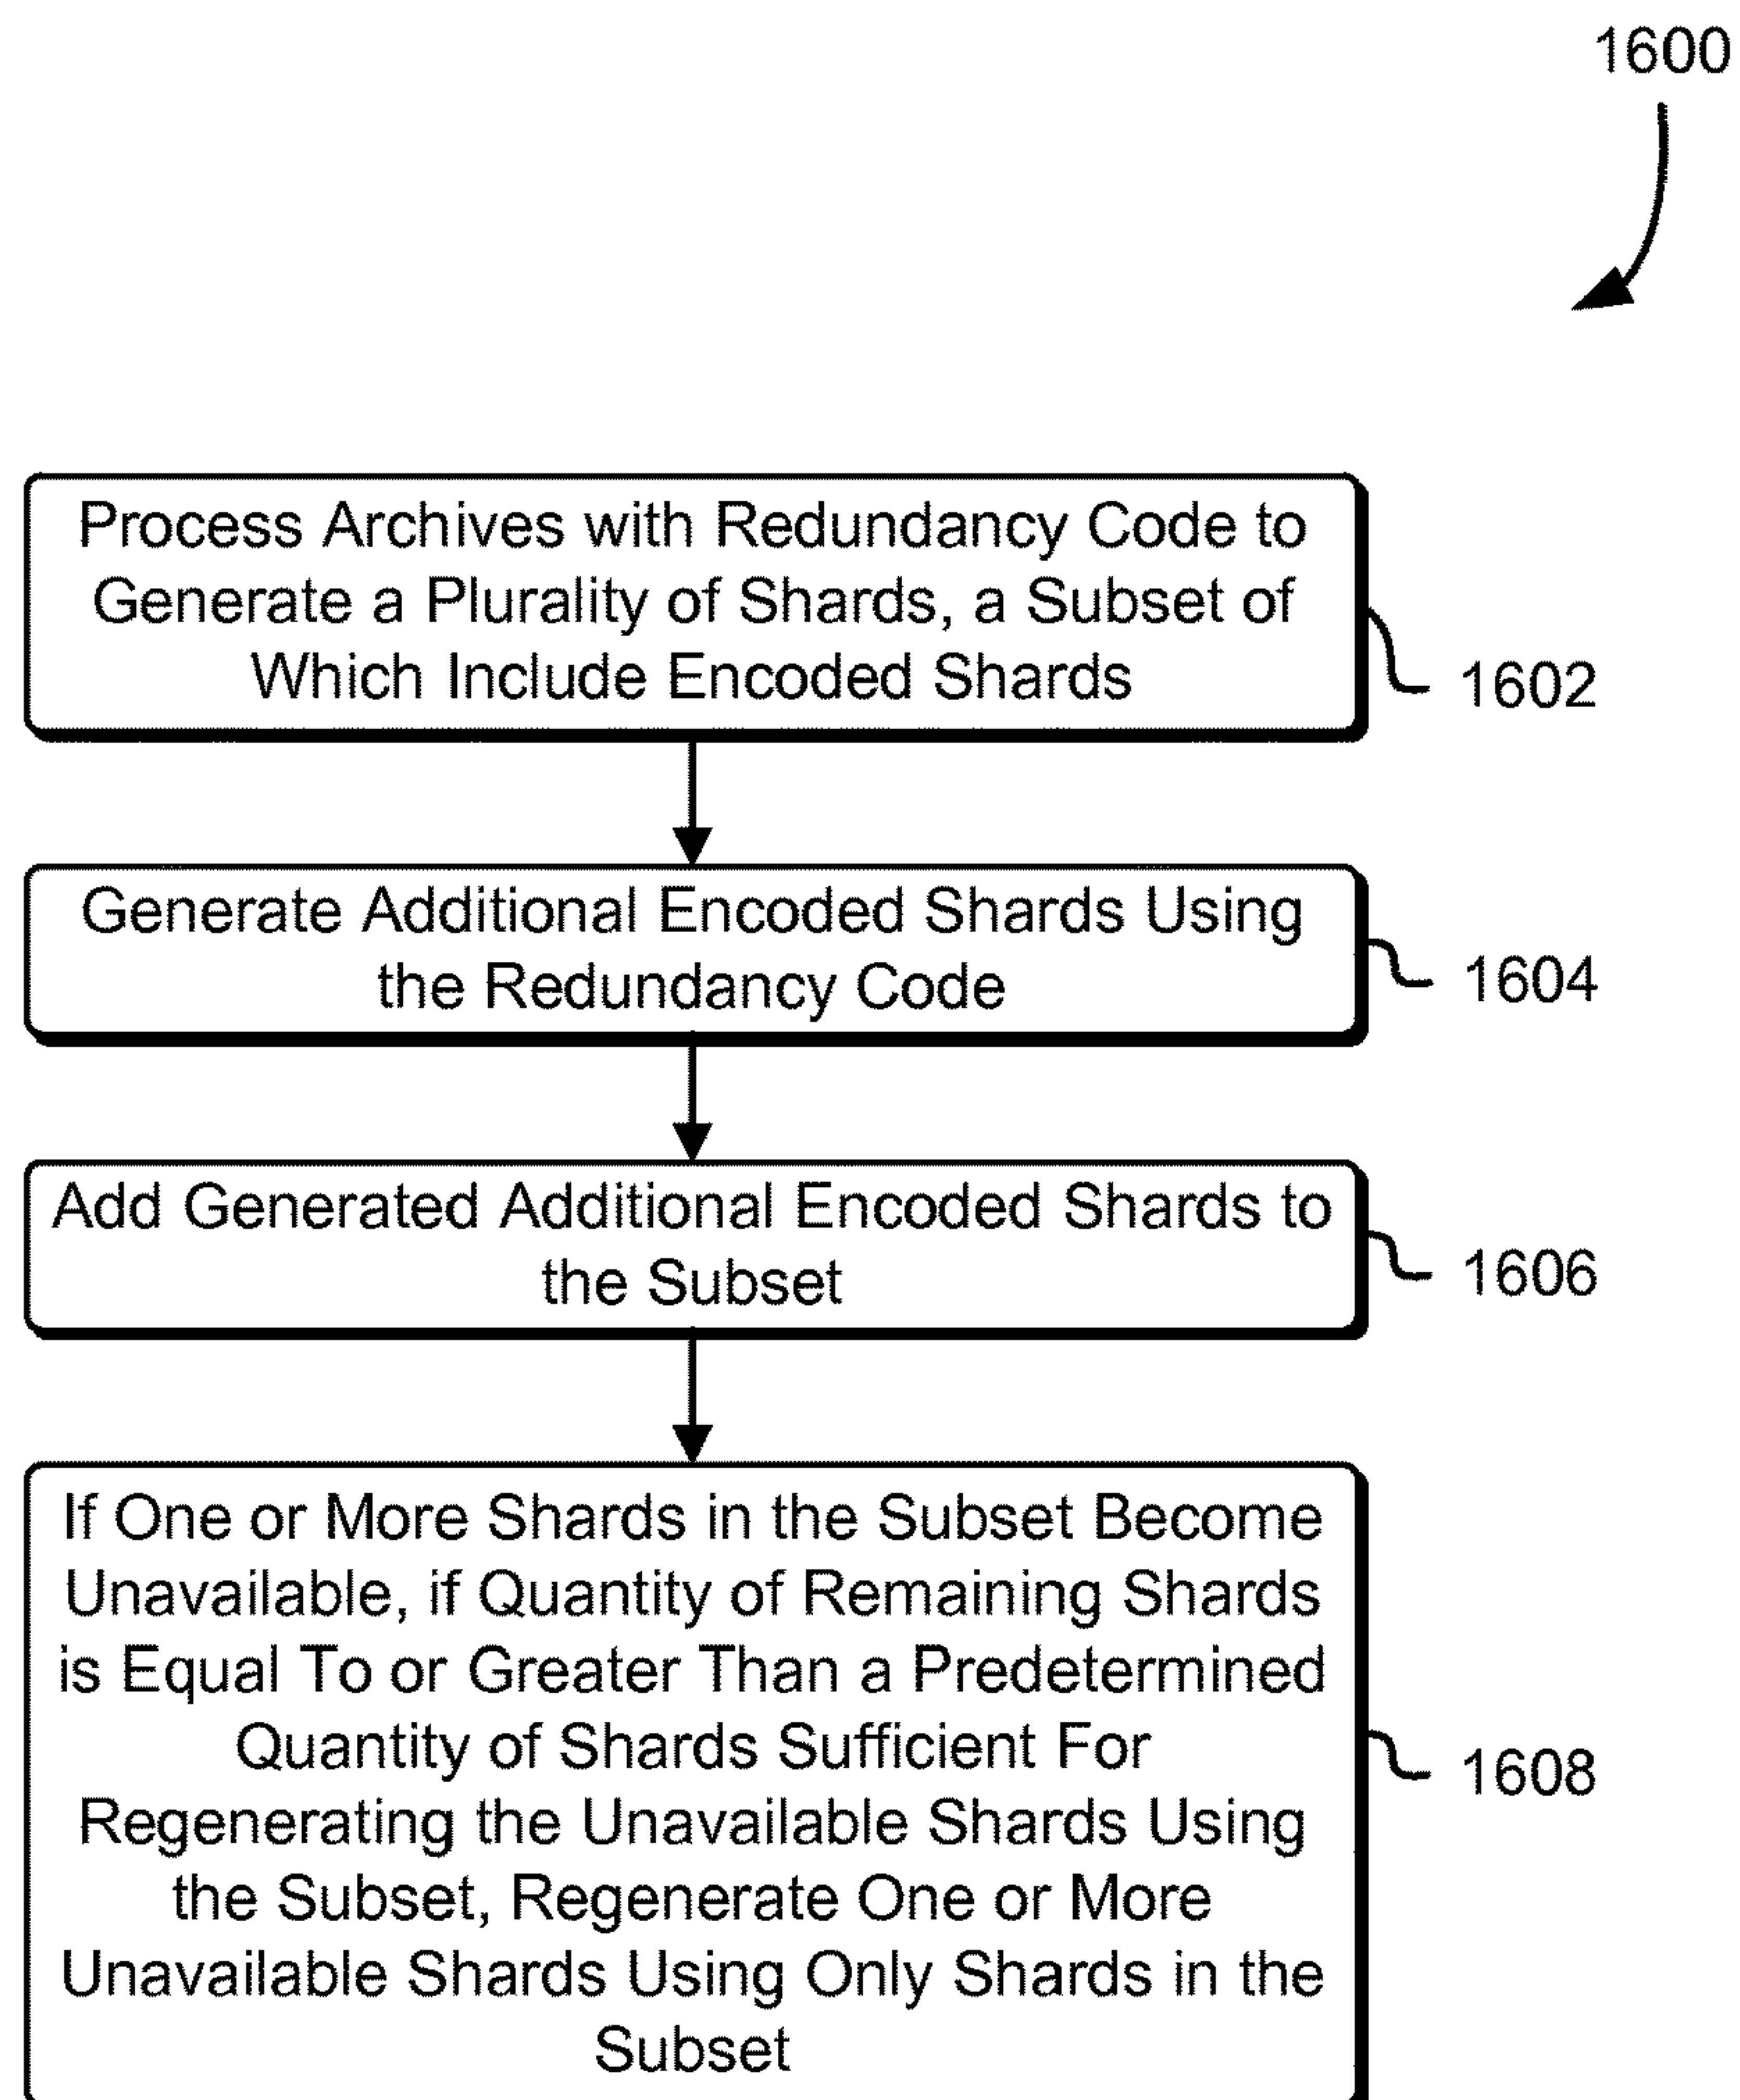 1600
Process Archives with Redundancy Code to
Generate a Plurality of Shards, a Subset of
Which Include Encoded Shards
1602
Generate Additional Encoded Shards Using
the Redundancy Code
1604
Add Generated Additional Encoded Shards to
the Subset
1606
If One or More Shards in the Subset Become
Unavailable, if Quantity of Remaining Shards
is Equal To or Greater Than a Predetermined
Quantity of Shards Sufficient For
Regenerating the Unavailable Shards Using
the Subset, Regenerate One or More
Unavailable Shards Using Only Shards in the
Subset
1608